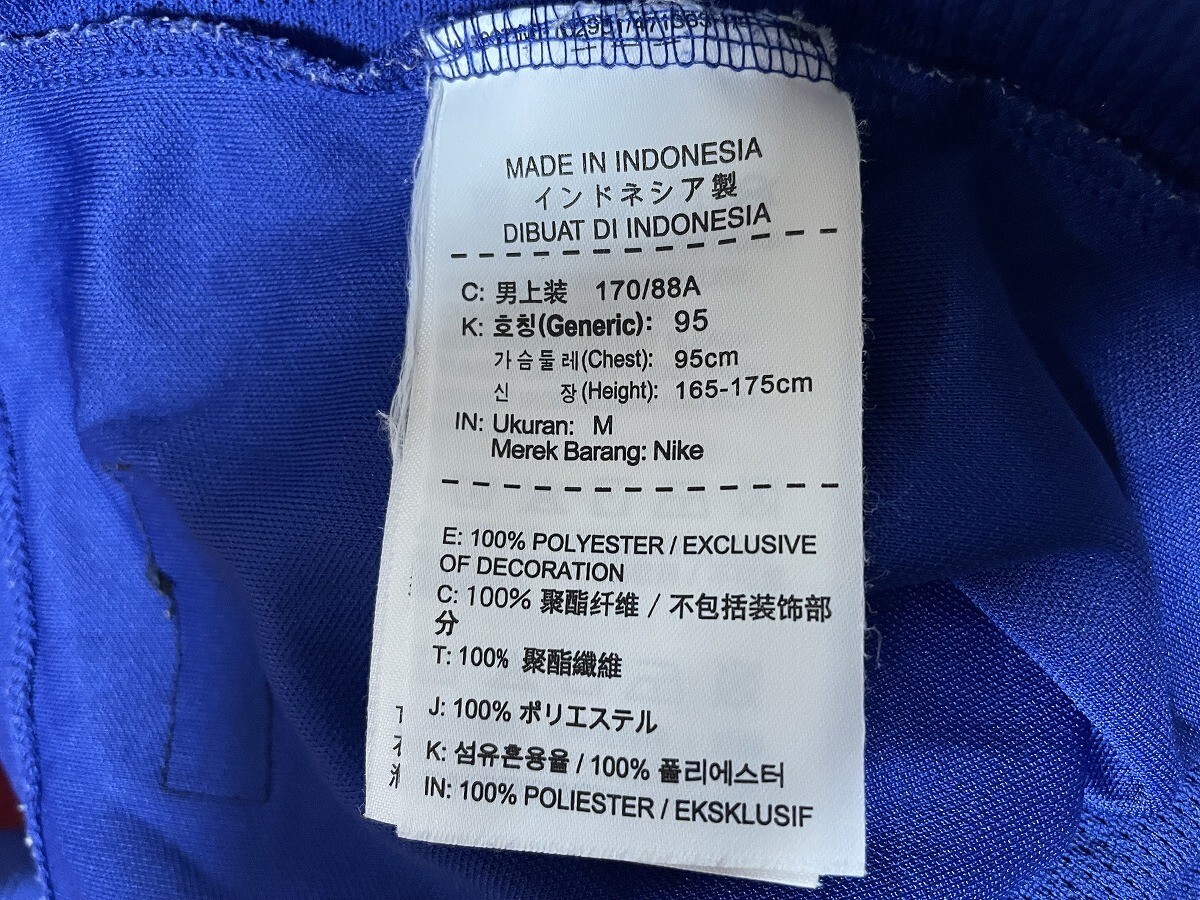 MADE IN INDONESIA
インドネシア製
DIBUAT DI INDONESIA
C: 男上装 170/88A
K: 호칭(Generic): 95
가슴둘레(Chest): 95cm
신 장(Height): 165-175cm
IN: Ukuran: M
Merek Barang: Nike
E: 100% POLYESTER / EXCLUSIVE
OF DECORATION
C: 100% 聚酯纤维 / 不包括装饰部
分
T: 100% 聚酯纖維
J: 100% ポリエステル
K: 섬유혼용율 / 100% 폴리에스터
IN: 100% POLIESTER / EKSKLUSIF